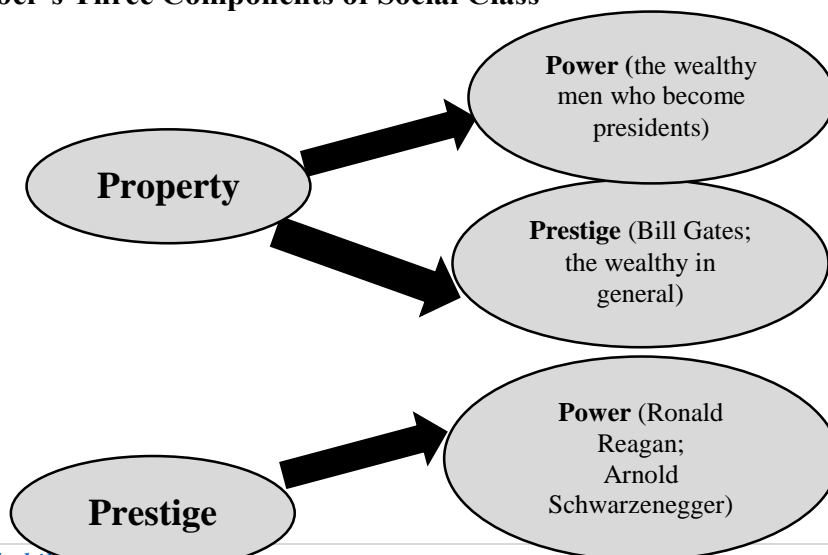 Three Components of Social Class
Power (the wealthy
men who become
presidents)
Property
Prestige (Bill Gates;
the wealthy in
general)
Power (Ronald
Reagan;
Arnold
Schwarzenegger)
Prestige